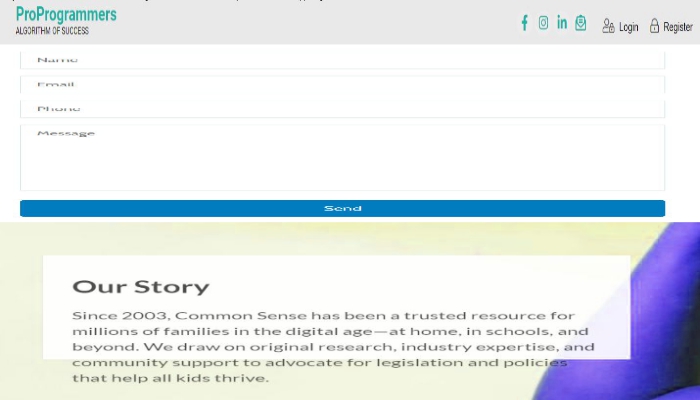 ProProgrammers
ALGORITHM OF SUCCESS
Login
Register
Name
Email
Phone
Message
Send
Our Story
Since 2003, Common Sense has been a trusted resource for
millions of families in the digital age—at home, in schools, and
beyond. We draw on original research, industry expertise, and
community support to advocate for legislation and policies
that help all kids thrive.